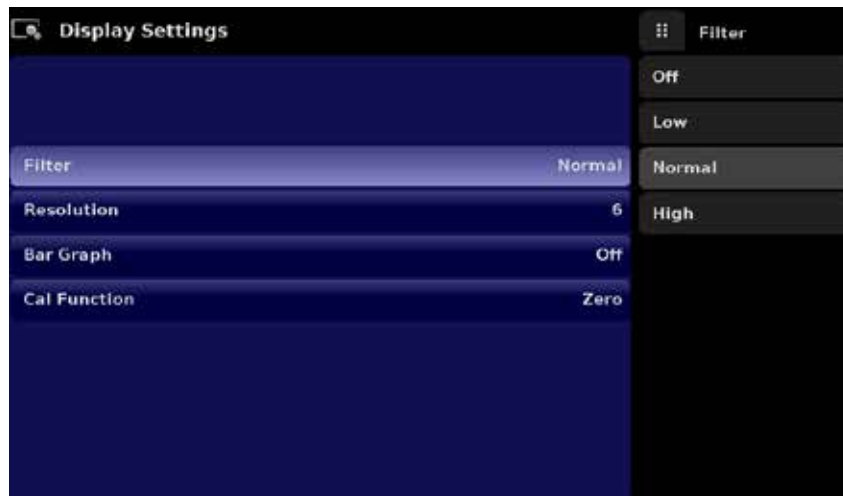 Display Settings
Filter Normal
Resolution 6
Bar Graph Off
Cal Function Zero
Filter
Off
Low
Normal
High